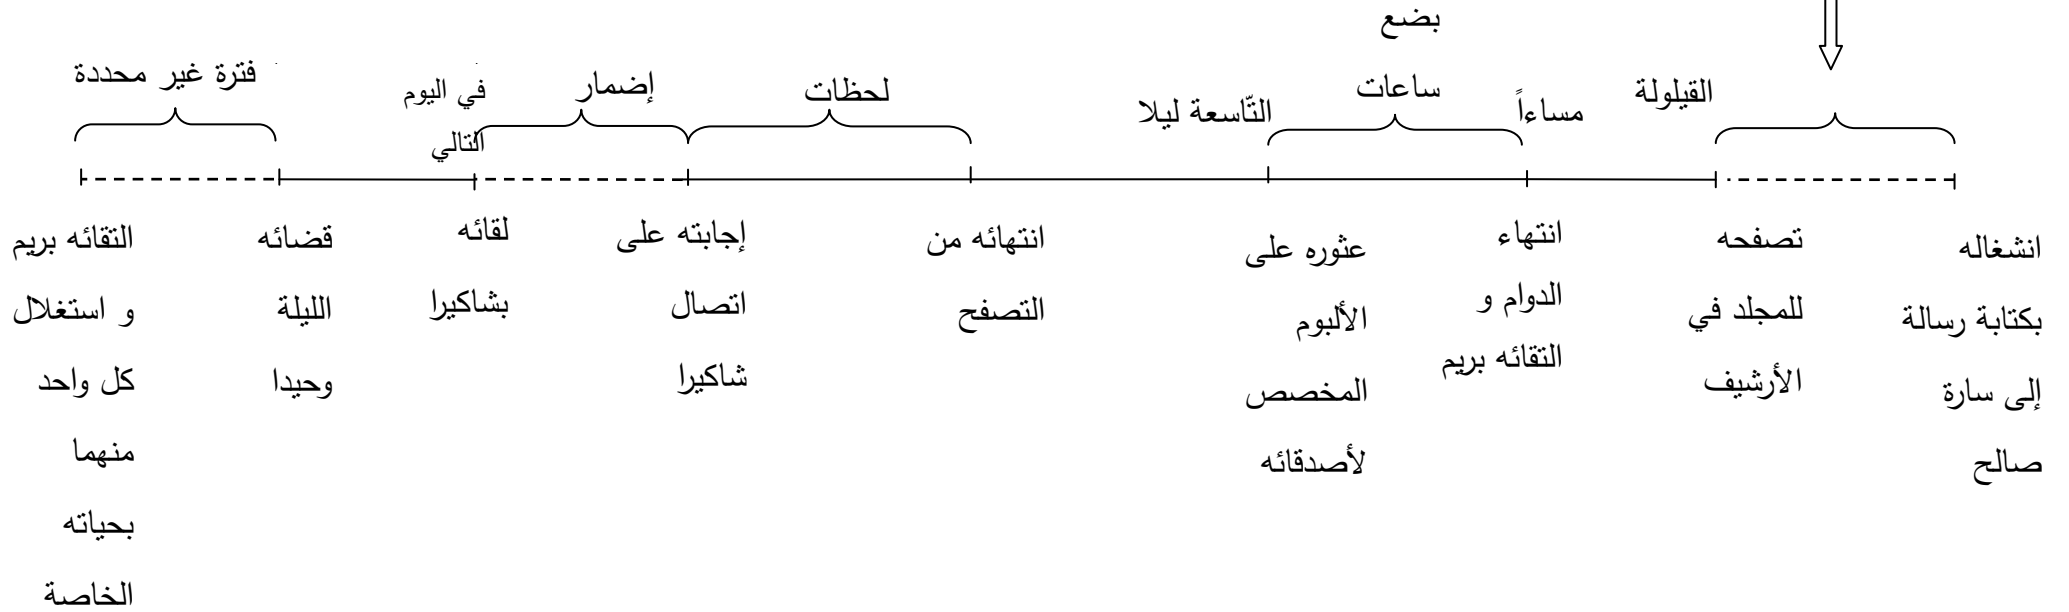 بضع
ساعات
القيلولة
مساءاً
التّاسعة ليلا
لحظات
إضمار
في اليوم
التالي
فترة غير محددة
انشغاله
بكتابة رسالة
إلى سارة
صالح
تصفحه
للمجلد في
الأرشيف
انتهاء
الدوام و
التقائه بريم
عثوره على
الألبوم
المخصص
لأصدقائه
انتهائه من
التصفح
إجابته على
اتصال
شاكيرا
لقائه
بشاكيرا
قضائه
الليلة
وحيدا
التقائه بريم
و استغلال
كل واحد
منهما
بحياته
الخاصة